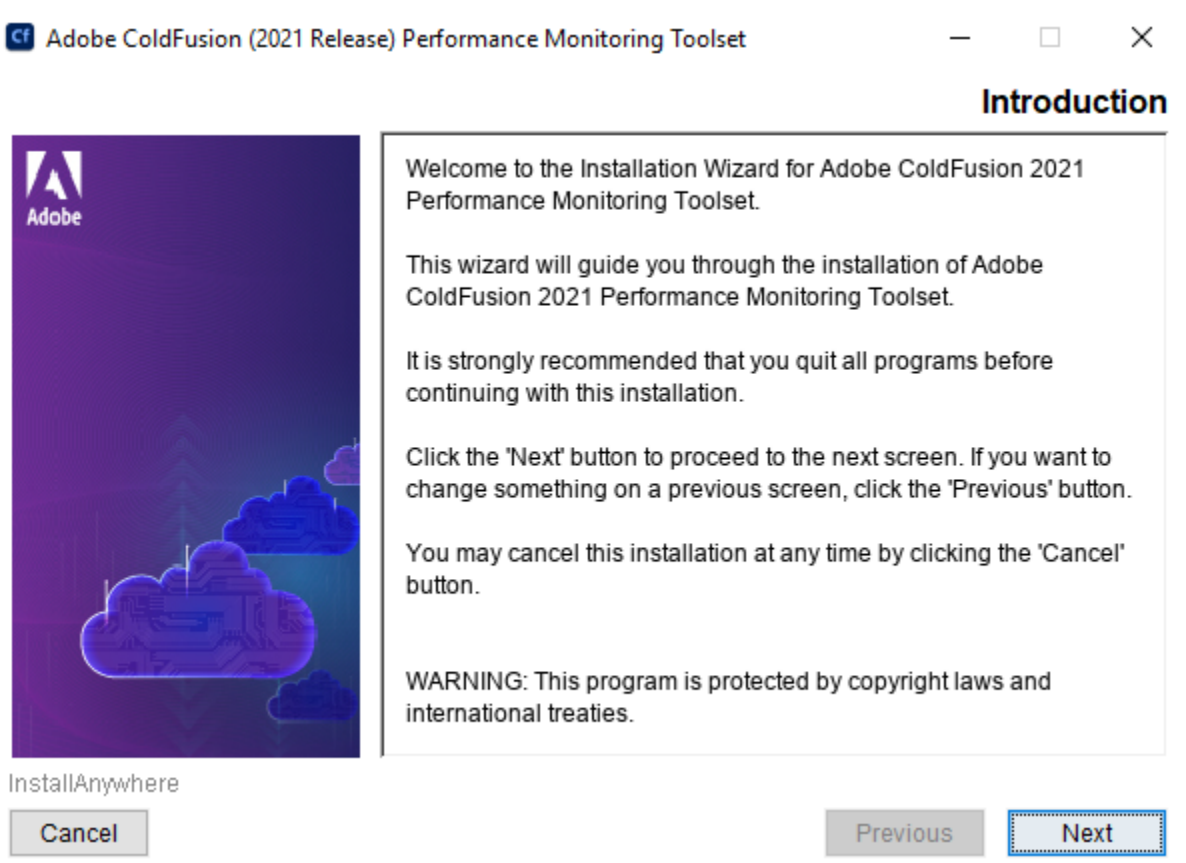 Cf Adobe ColdFusion (2021 Release) Performance Monitoring Toolset
Introduction
Adobe
Welcome to the Installation Wizard for Adobe ColdFusion 2021
Performance Monitoring Toolset.
This wizard will guide you through the installation of Adobe
ColdFusion 2021 Performance Monitoring Toolset.
It is strongly recommended that you quit all programs before
continuing with this installation.
Click the 'Next' button to proceed to the next screen. If you want to
change something on a previous screen, click the 'Previous' button.
You may cancel this installation at any time by clicking the 'Cancel'
button.
WARNING: This program is protected by copyright laws and
international treaties.
InstallAnywhere
Cancel
Previous
Next